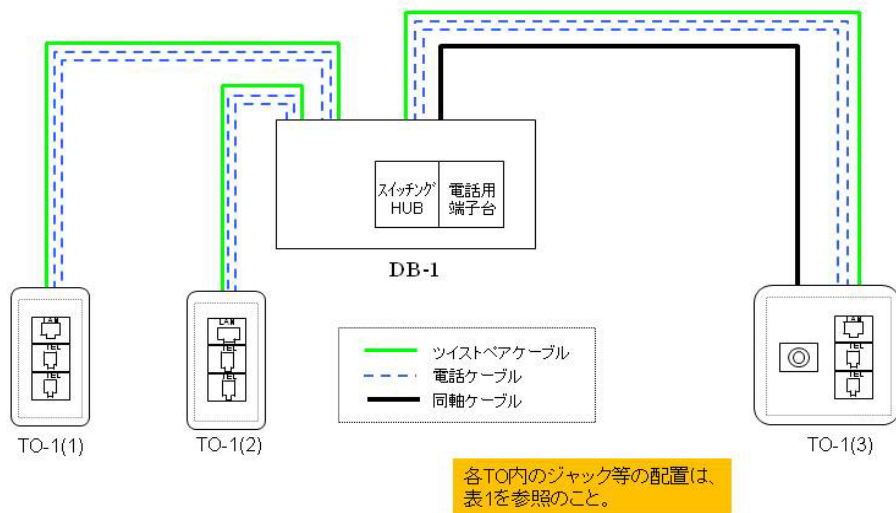 スイッチング
HUB
電話用
端子台
DB-1
LAN
TEL
TEL
TO-1(1)
LAN
TEL
TEL
TO-1(2)
ツイストペアケーブル
電話ケーブル
同軸ケーブル
LAN
TEL
TEL
TO-1(3)
各TO内のジャック等の配置は、
表1を参照のこと。